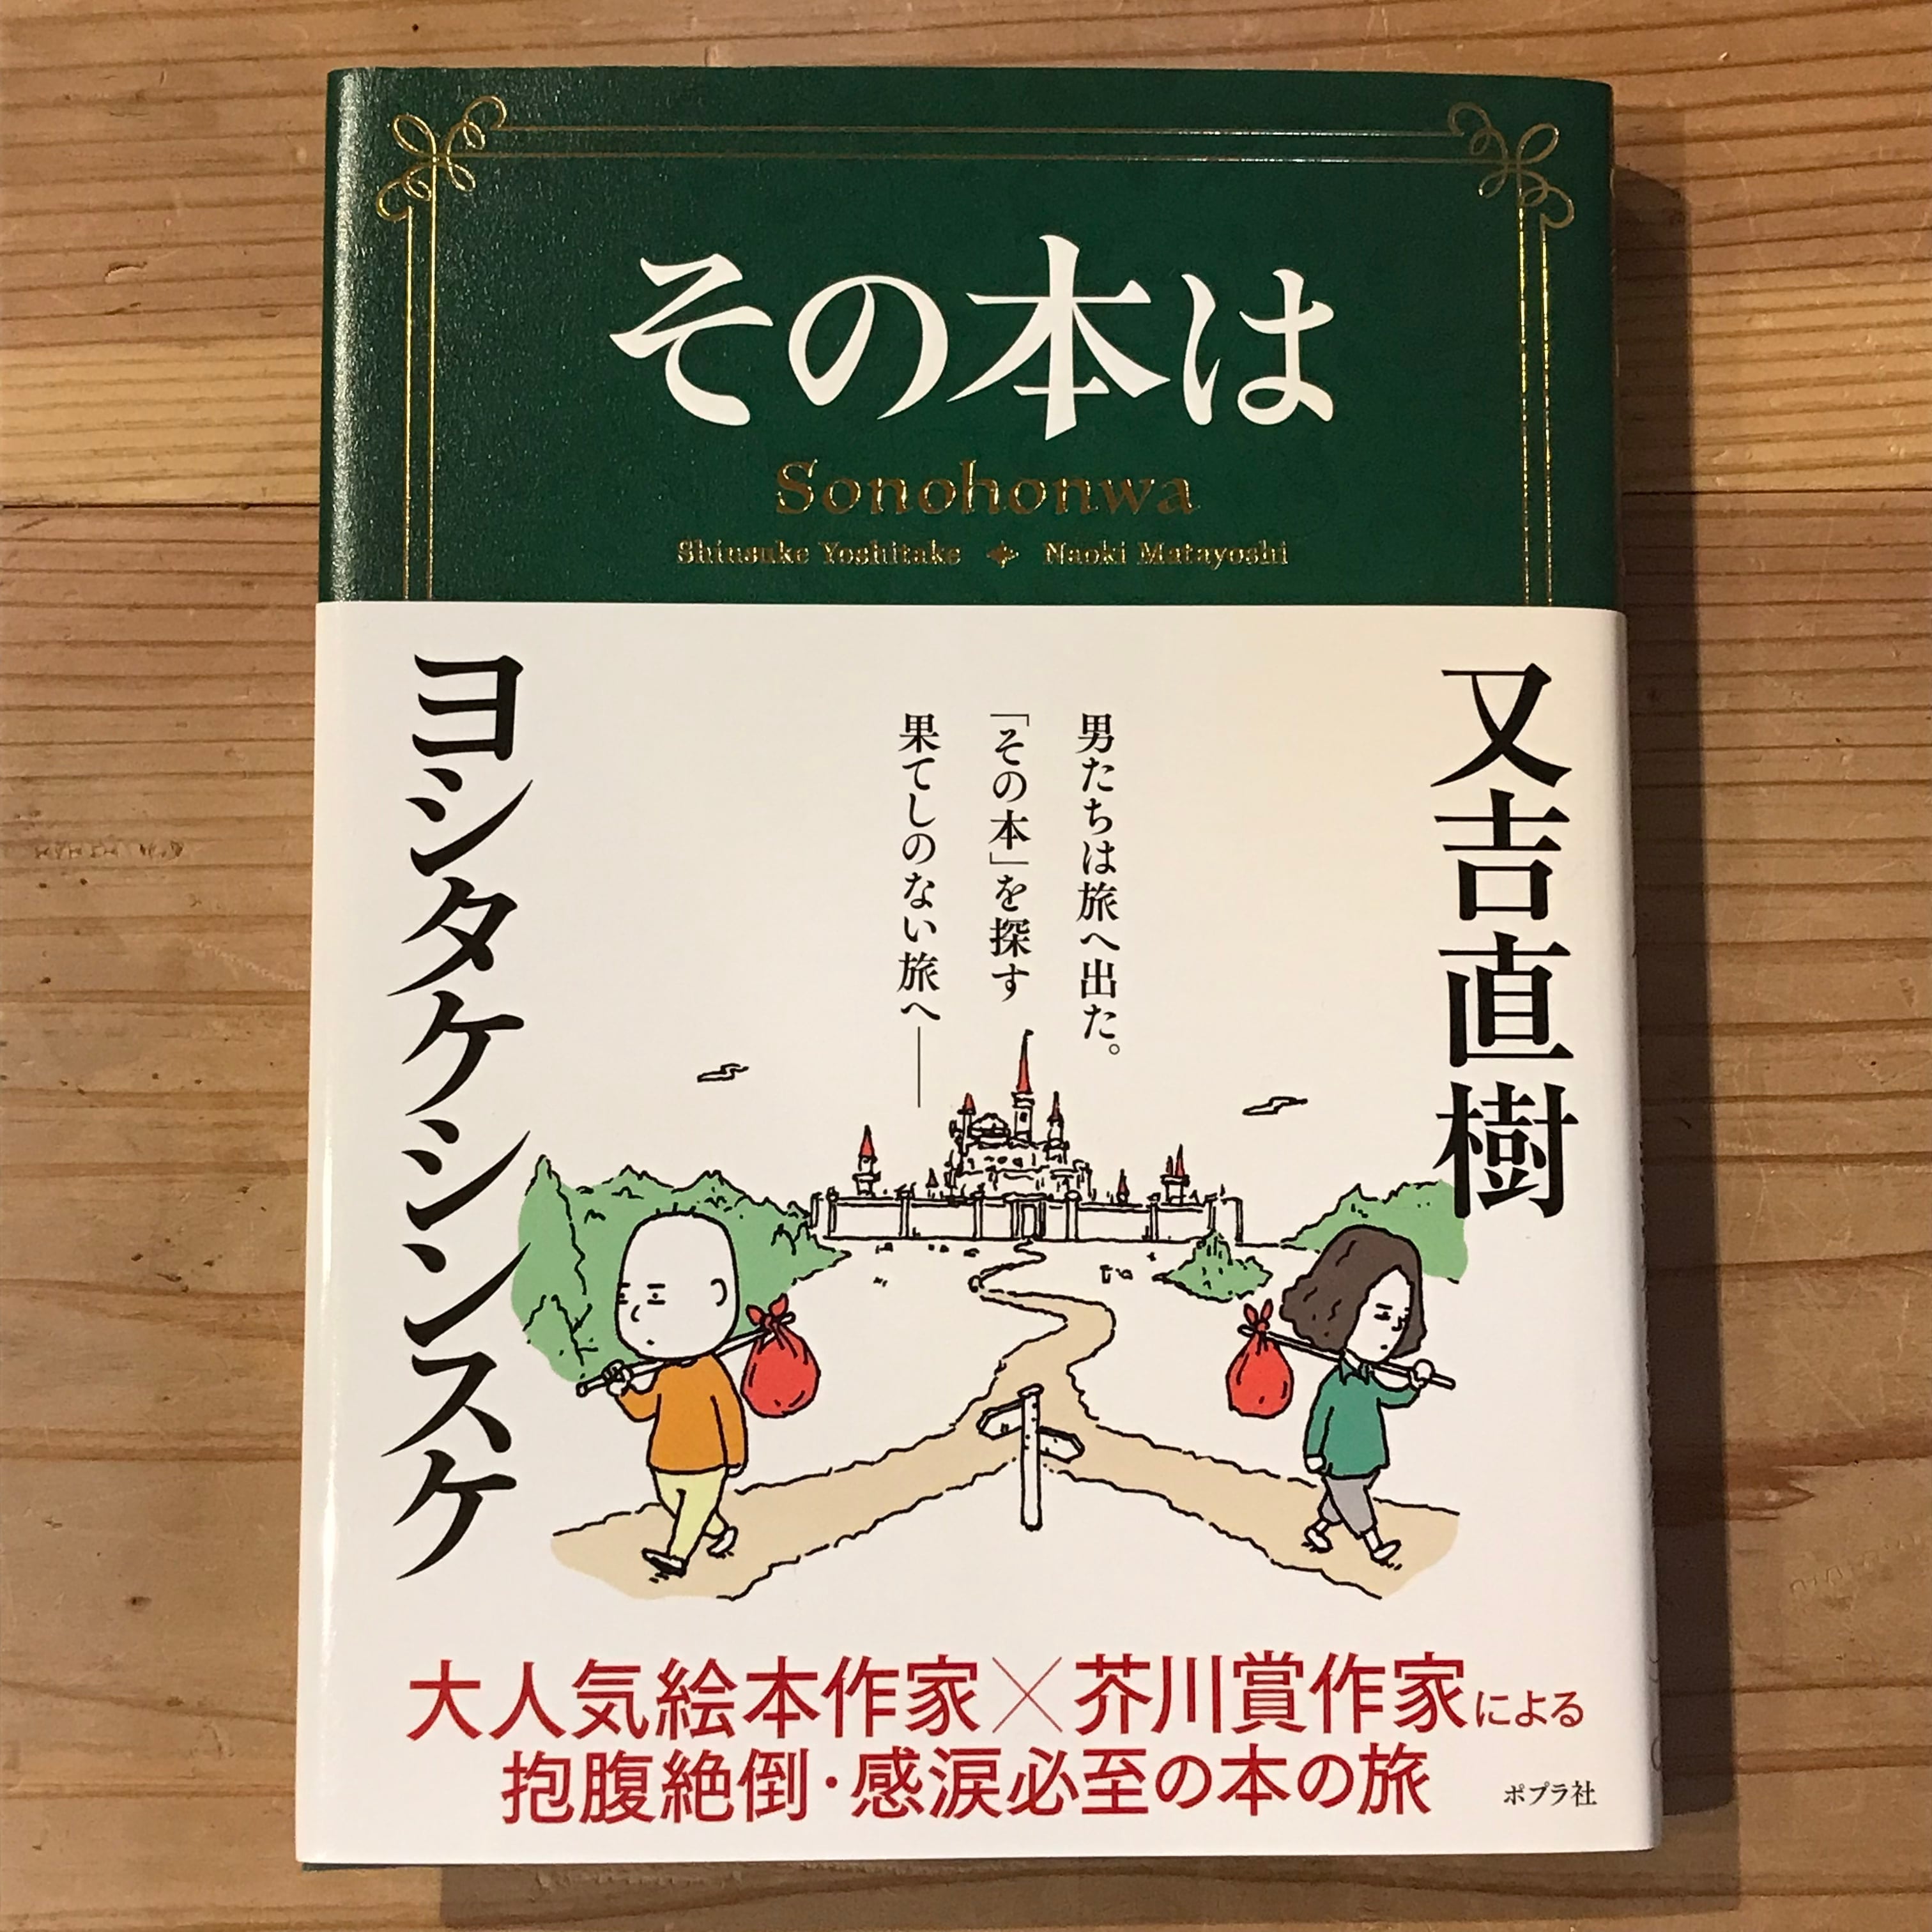 その本は
Sonohonwa
Shinsuke Yoshitake Naoki Matayoshi
又吉直樹
男たちは旅へ出た。
「その本」を探す
果てしのない旅へ——
ヨシタケシンスケ
大人気絵本作家×芥川賞作家による
抱腹絶倒・感涙必至の本の旅
ポプラ社